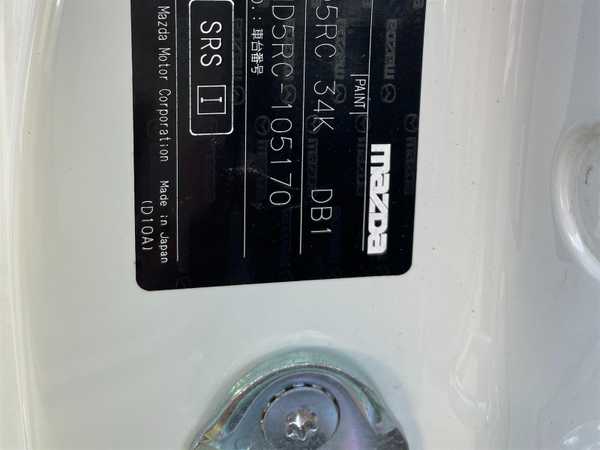 mazda
PAINT
5RC 34K DB1
D5RC-105170
O.: 車台番号
SRS I
Mazda Motor Corporation Made in Japan
(D10A)